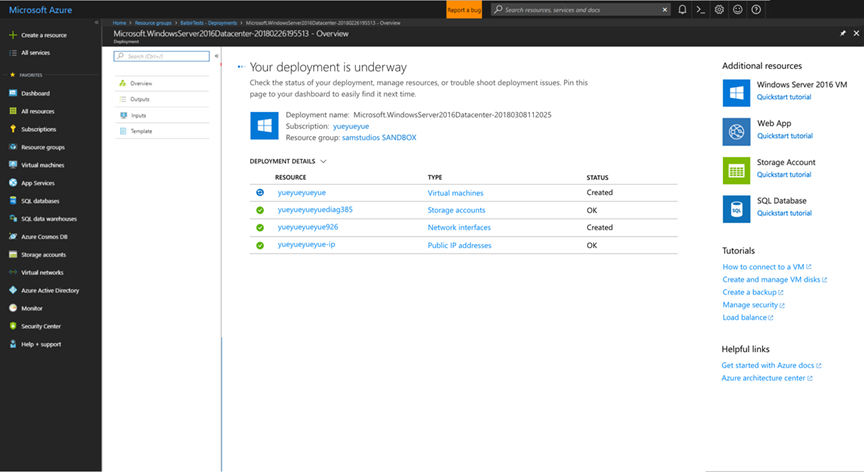 Microsoft Azure
Report a bug
Search resources, services and docs
Home > Resource groups > BalbirTests - Deployments > Microsoft.WindowsServer2016Datacenter-20180226195513 - Overview
Microsoft.WindowsServer2016Datacenter-20180226195513 - Overview
Deployment
Create a resource
All services
FAVORITES
Dashboard
All resources
Subscriptions
Resource groups
Virtual machines
App Services
SQL databases
SQL data warehouses
Azure Cosmos DB
Storage accounts
Virtual networks
Azure Active Directory
Monitor
Security Center
Help + support
Search (Ctrl+/)
Overview
Outputs
Inputs
Template
Your deployment is underway
Check the status of your deployment, manage resources, or trouble shoot deployment issues. Pin this
page to your dashboard to easily find it next time.
Deployment name: Microsoft.WindowsServer2016Datacenter-20180308112025
Subscription: yueyueyue
Resource group: samstudios SANDBOX
DEPLOYMENT DETAILS
RESOURCE TYPE STATUS
yueyueyueyue Virtual machines Created
yueyueyueyuediag385 Storage accounts OK
yueyueyueyue926 Network interfaces Created
yueyueyueyue-ip Public IP addresses OK
Additional resources
Windows Server 2016 VM
Quickstart tutorial
Web App
Quickstart tutorial
Storage Account
Quickstart tutorial
SQL
SQL Database
Quickstart tutorial
Tutorials
How to connect to a VM
Create and manage VM disks
Create a backup
Manage security
Load balance
Helpful links
Get started with Azure docs
Azure architecture center